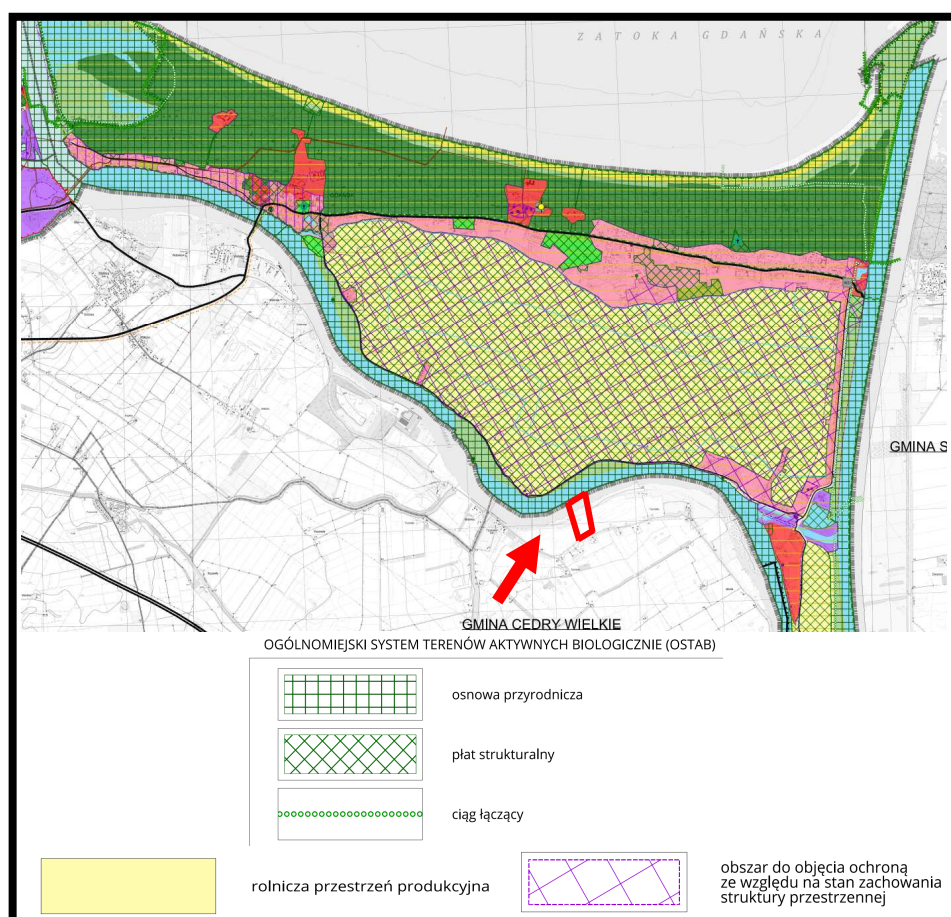 ZATOKA GDAŃSKA
GMINA S
GMINA CEDRY WIELKIE
OGÓLNOMIEJSKI SYSTEM TERENÓW AKTYWNYCH BIOLOGICZNIE (OSTAB)
osnowa przyrodnicza
płat strukturalny
ciąg łączący
rolnicza przestrzeń produkcyjna
obszar do objęcia ochroną
ze względu na stan zachowania
struktury przestrzennej